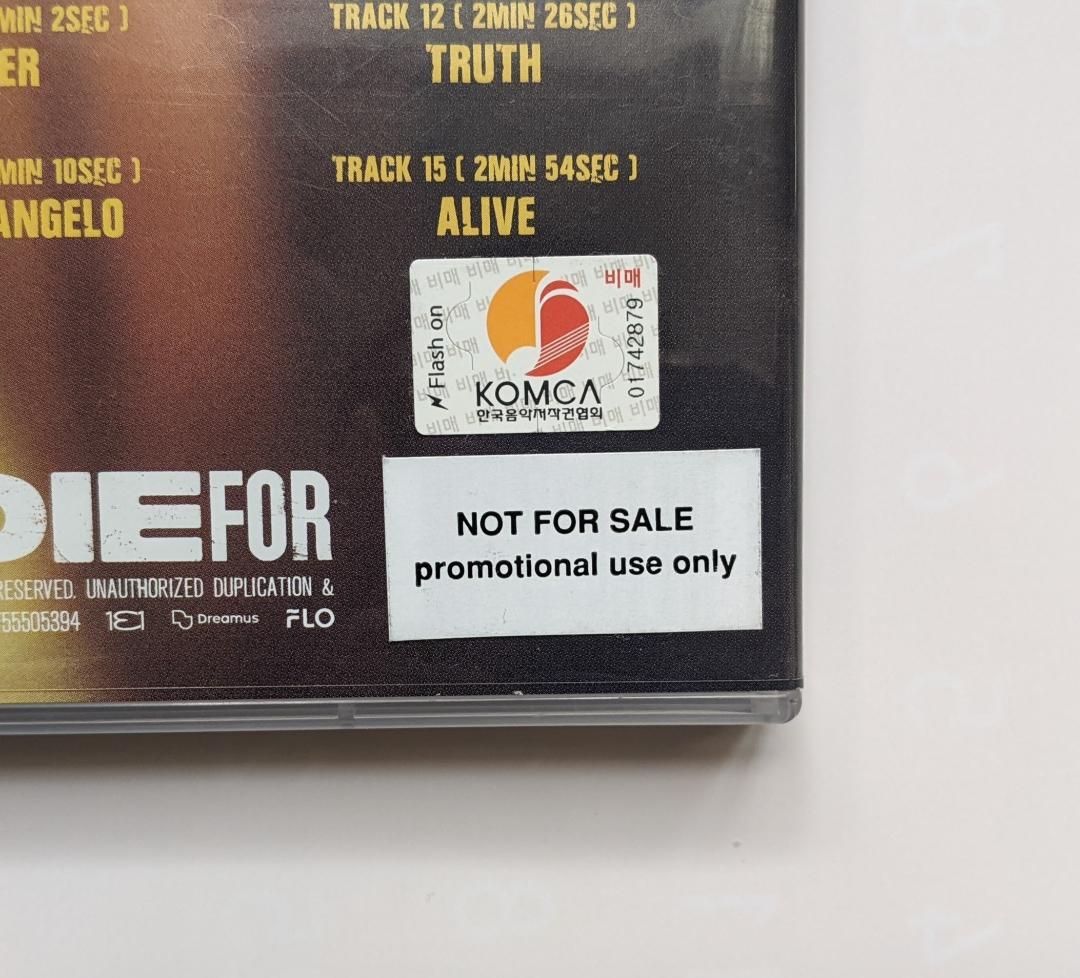 MIN 2SEC )
TRACK 12 ( 2MIN 26SEC )
ER
TRUTH
MIN 10SEC )
TRACK 15 ( 2MIN 54SEC )
ANGELO
ALIVE
비매
Flash on
01742879
KOMCA
한국음악저작권협회
DIE FOR
RESERVED. UNAUTHORIZED DUPLICATION &
55505394
Dreamus
FLO
NOT FOR SALE
promotional use only